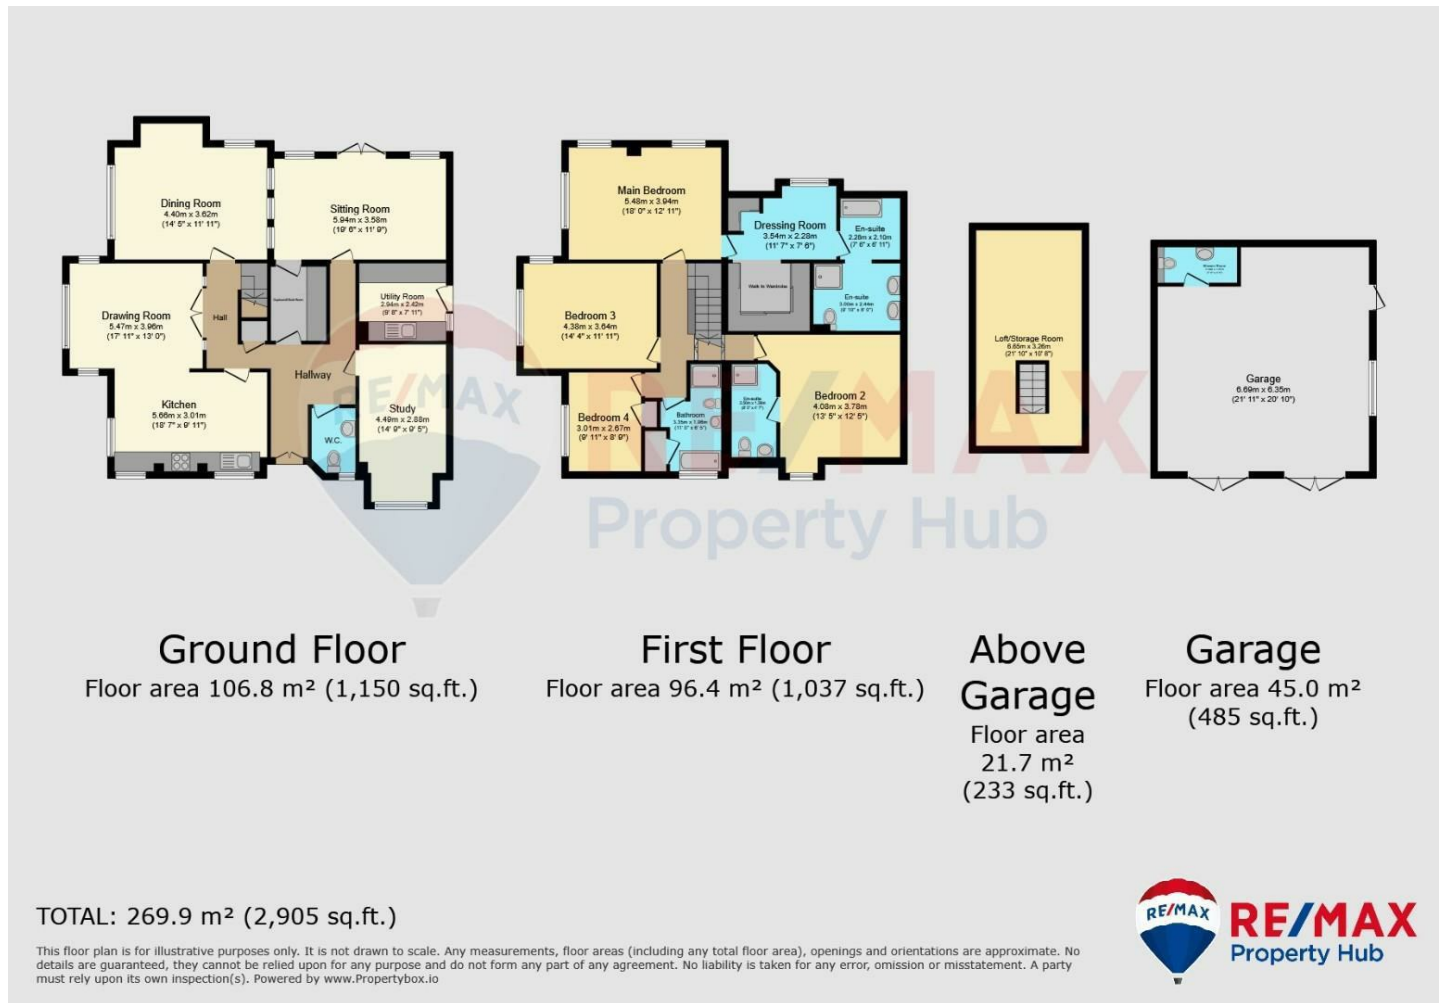 Dining Room
4.40m x 3.62m
(14' 5" x 11' 11")
Sitting Room
5.94m x 3.58m
(19' 6" x 11' 9")
Drawing Room
5.47m x 3.96m
(17' 11" x 13' 0")
Hall
Utility Room
2.94m x 2.42m
(9' 8" x 7' 11")
Hallway
Kitchen
5.66m x 3.01m
(18' 7" x 9' 11")
W.C.
Study
4.49m x 2.88m
(14' 9" x 9' 5")
Main Bedroom
5.48m x 3.94m
(18' 0" x 12' 11")
Dressing Room
3.54m x 2.28m
(11' 7" x 7' 6")
En-suite
2.28m x 2.10m
(7' 6" x 6' 11")
Walk-In Wardrobe
En-suite
Bedroom 3
4.38m x 3.64m
(14' 4" x 11' 11")
Bedroom 4
3.01m x 2.67m
(9' 11" x 8' 9")
Bathroom
En-suite
Bedroom 2
4.08m x 3.78m
(13' 5" x 12' 5")
Loft/Storage Room
6.65m x 3.26m
(21' 10" x 10' 8")
Garage
6.69m x 6.35m
(21' 11" x 20' 10")
RE/MAX
RE/MAX
Property Hub
Ground Floor
Floor area 106.8 m² (1,150 sq.ft.)
First Floor
Floor area 96.4 m² (1,037 sq.ft.)
Above
Garage
Floor area
21.7 m²
(233 sq.ft.)
Garage
Floor area 45.0 m²
(485 sq.ft.)
TOTAL: 269.9 m² (2,905 sq.ft.)
This floor plan is for illustrative purposes only. It is not drawn to scale. Any measurements, floor areas (including any total floor area), openings and orientations are approximate. No
details are guaranteed, they cannot be relied upon for any purpose and do not form any part of any agreement. No liability is taken for any error, omission or misstatement. A party
must rely upon its own inspection(s). Powered by www.Propertybox.io
RE/MAX
RE/MAX
Property Hub